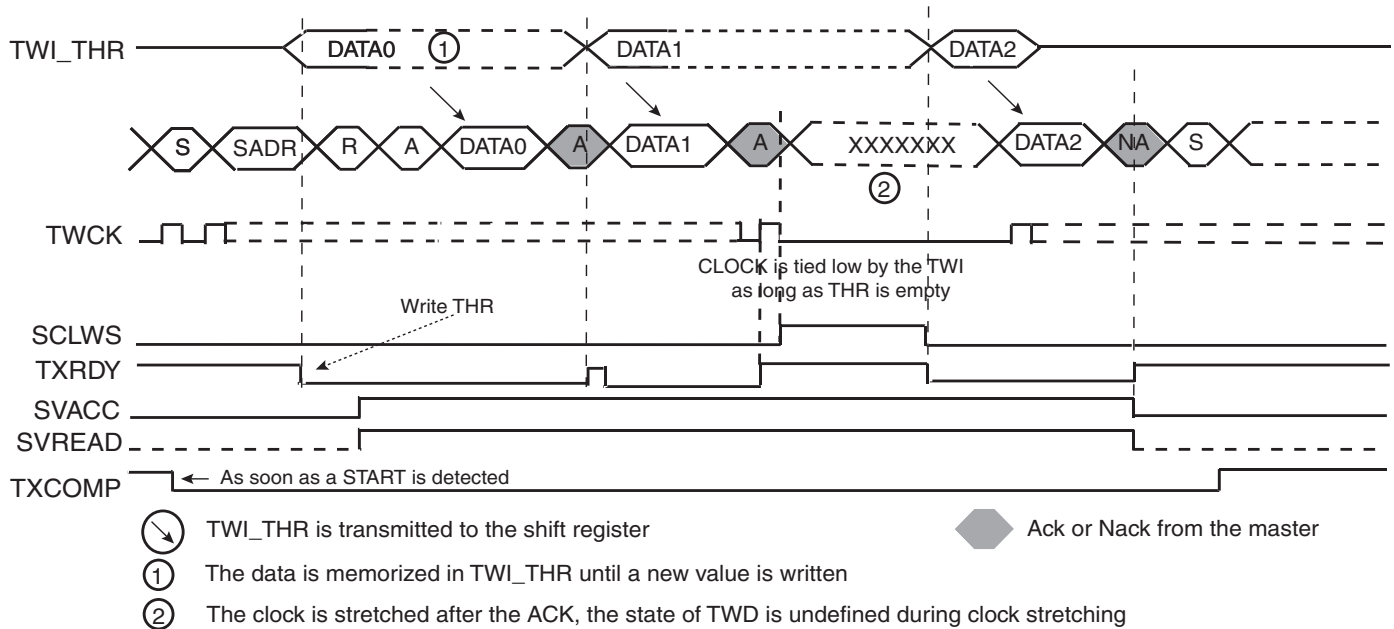 TWI_THR DATA0 1 DATA1 DATA2
S SADR R A DATA0 A DATA1 A XXXXXXX DATA2 NA S
2
TWCK
CLOCK is tied low by the TWI
as long as THR is empty
Write THR
SCLWS
TXRDY
SVACC
SVREAD
TXCOMP As soon as a START is detected
TWI_THR is transmitted to the shift register Ack or Nack from the master
1 The data is memorized in TWI_THR until a new value is written
2 The clock is stretched after the ACK, the state of TWD is undefined during clock stretching